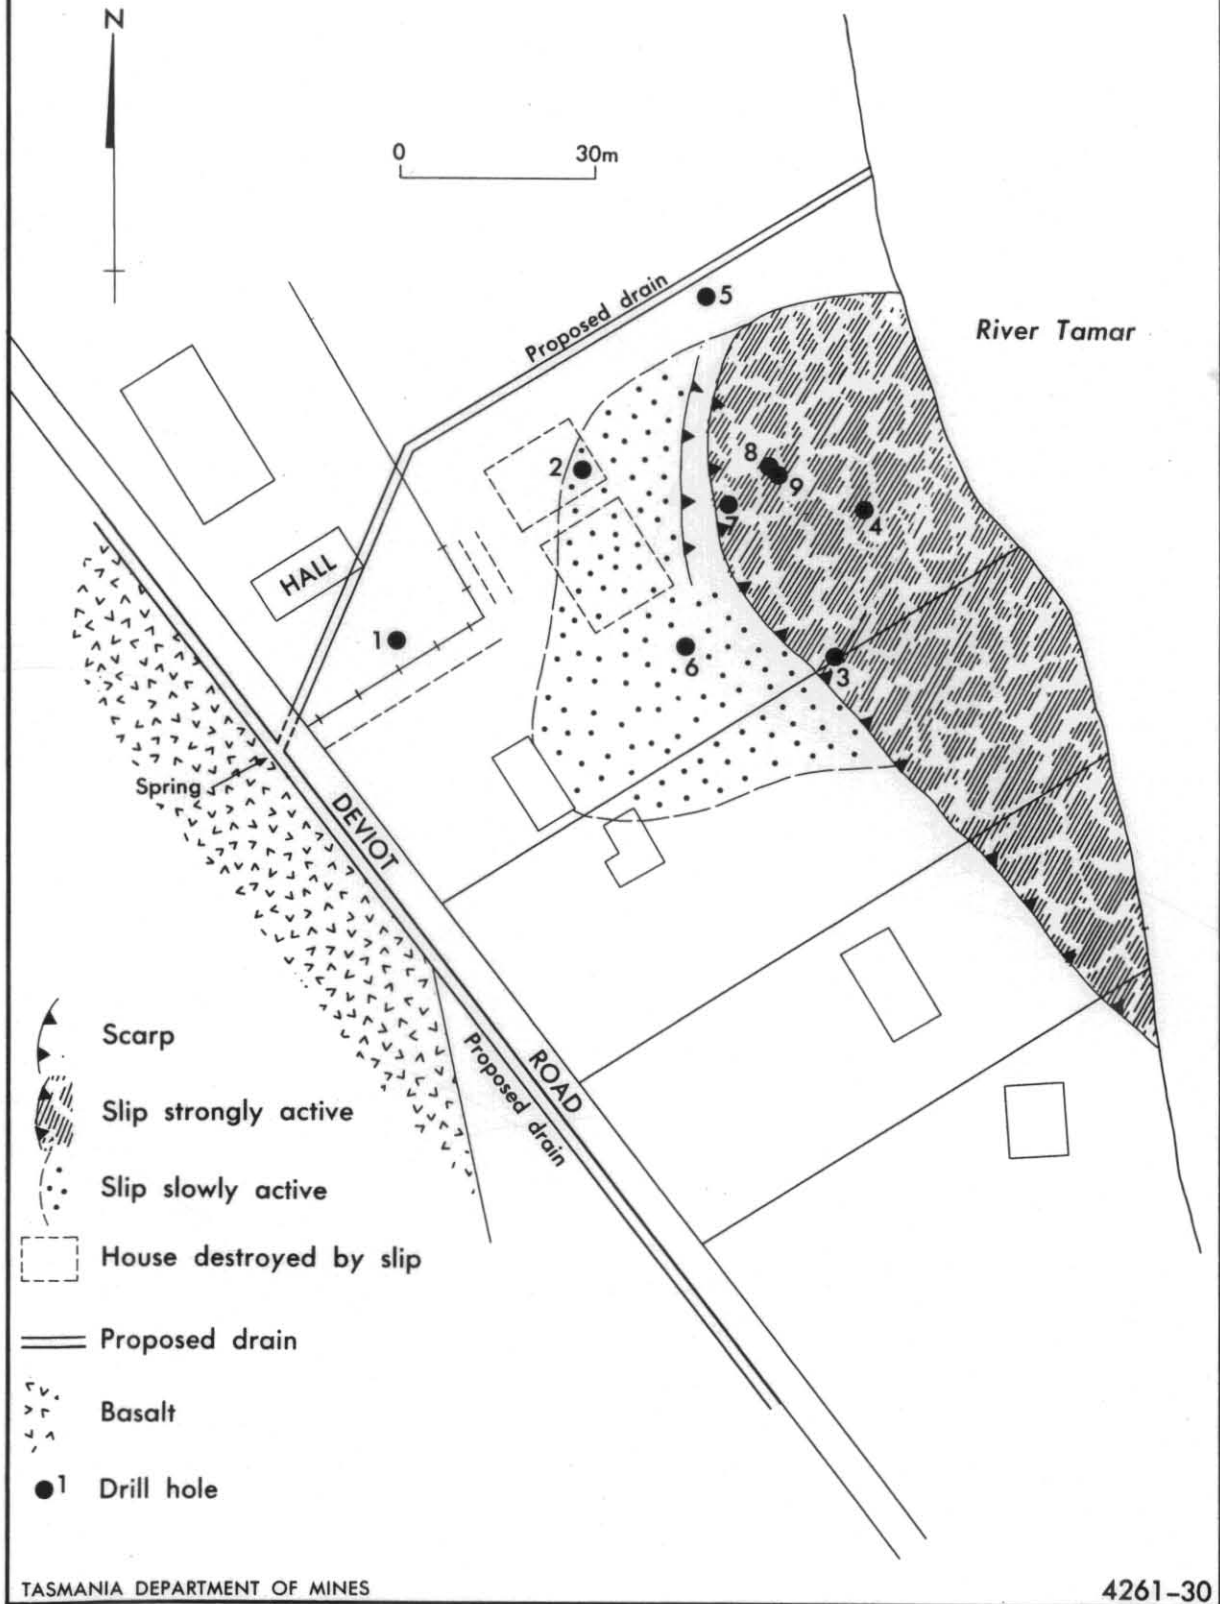 N
0 30m
Proposed drain
5
River Tamar
2
8
9
7
4
HALL
1
6
3
Spring
DEVIOT
ROAD
Proposed drain
Scarp
Slip strongly active
Slip slowly active
House destroyed by slip
Proposed drain
Basalt
1 Drill hole
TASMANIA DEPARTMENT OF MINES
4261-30